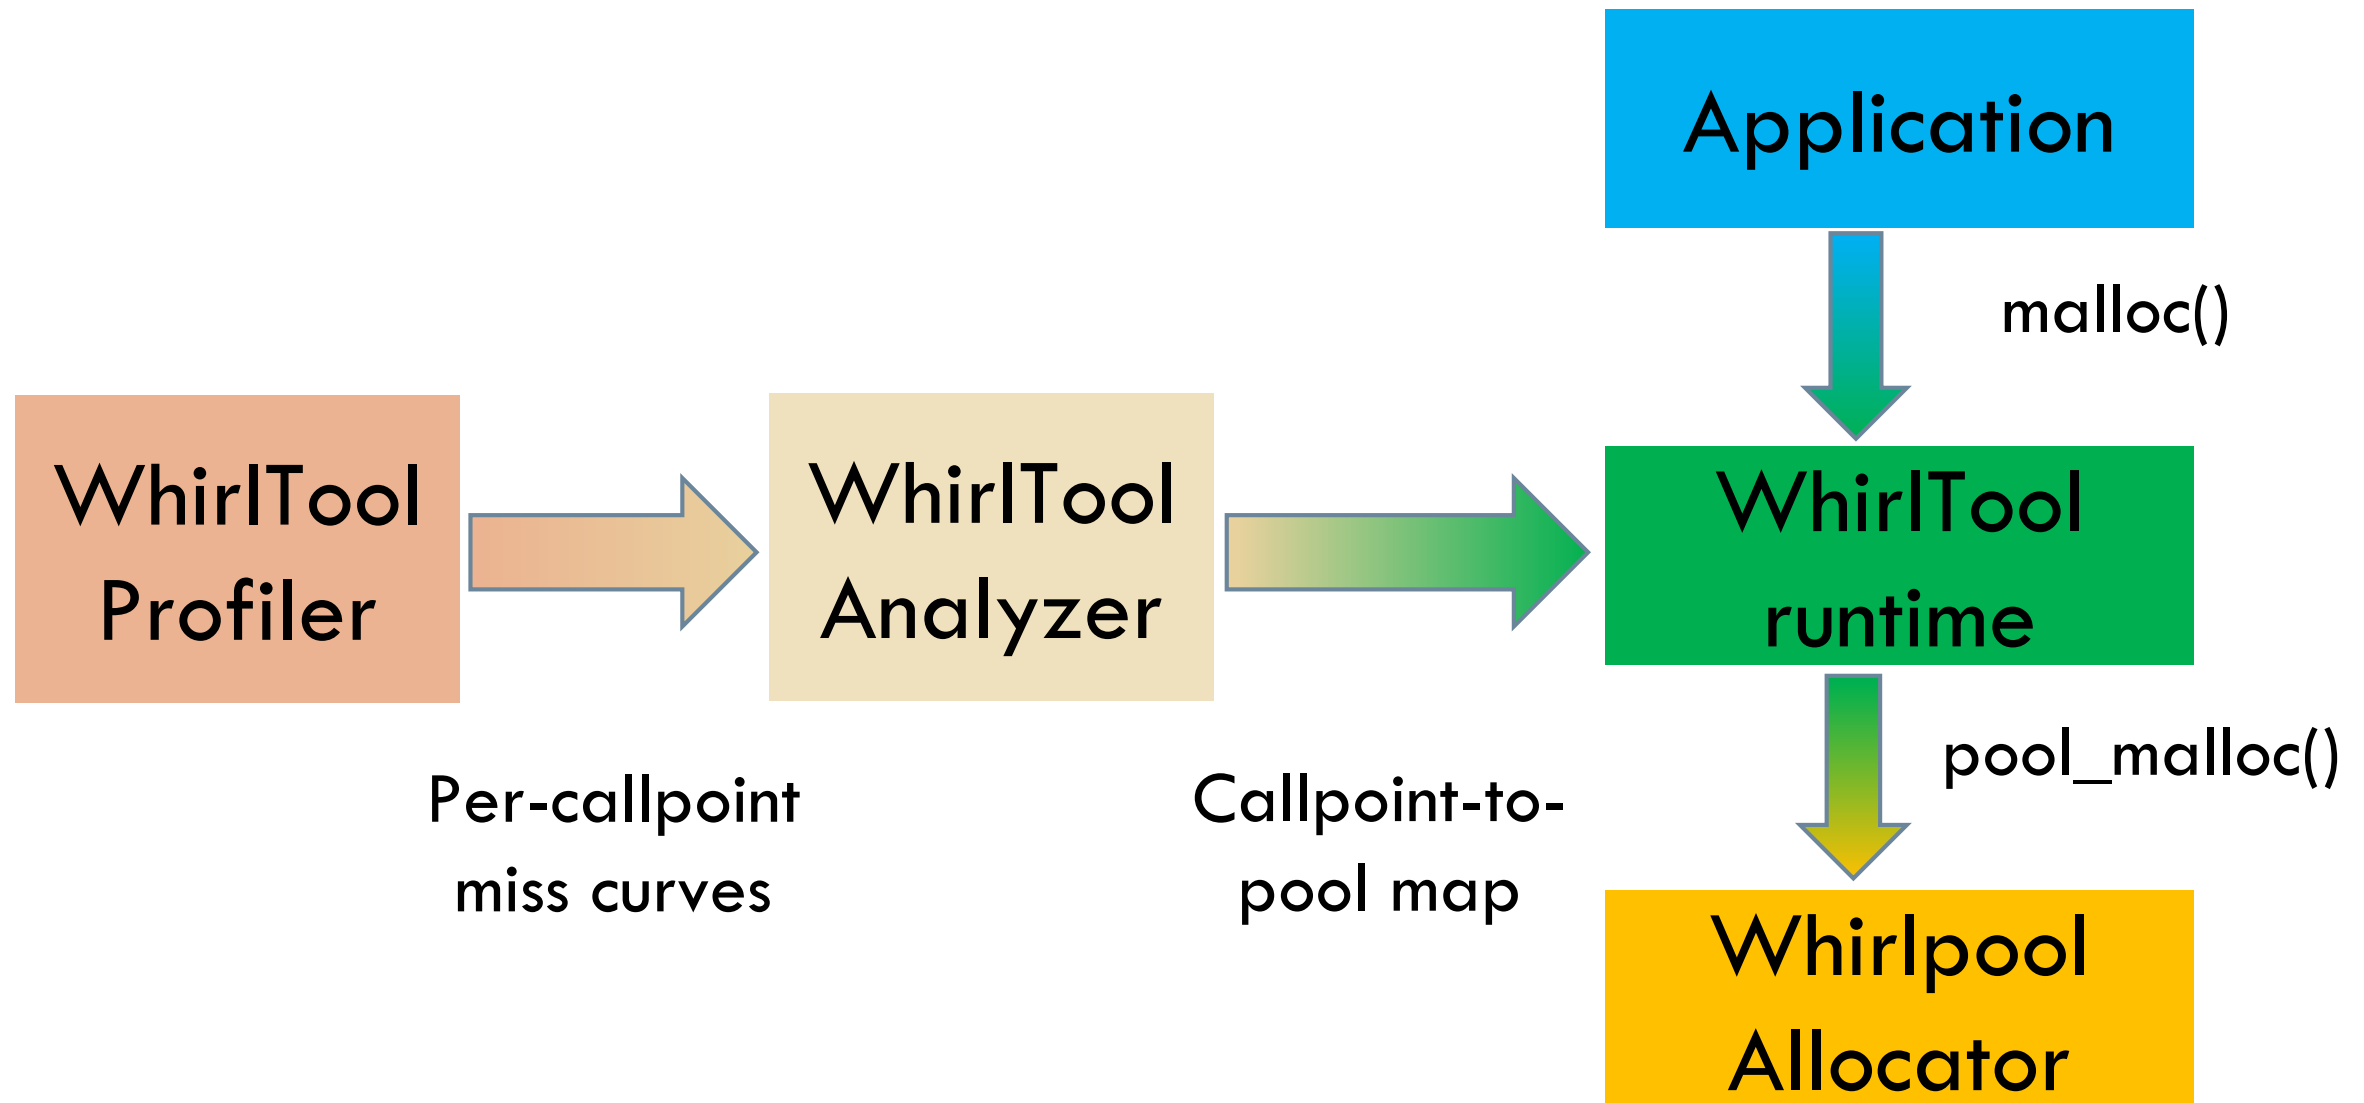 Application
malloc()
WhirlTool
Profiler
WhirlTool
Analyzer
WhirlTool
runtime
Per-callpoint
miss curves
Callpoint-to-
pool map
pool_malloc()
Whirlpool
Allocator